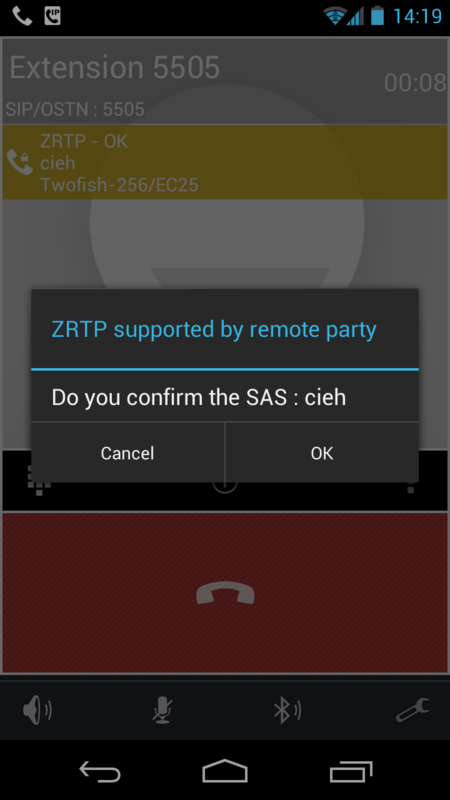 14:19
Extension 5505
00:08
SIP/OSTN : 5505
ZRTP - OK
cieh
Twofish-256/EC25
ZRTP supported by remote party
Do you confirm the SAS : cieh
Cancel
OK